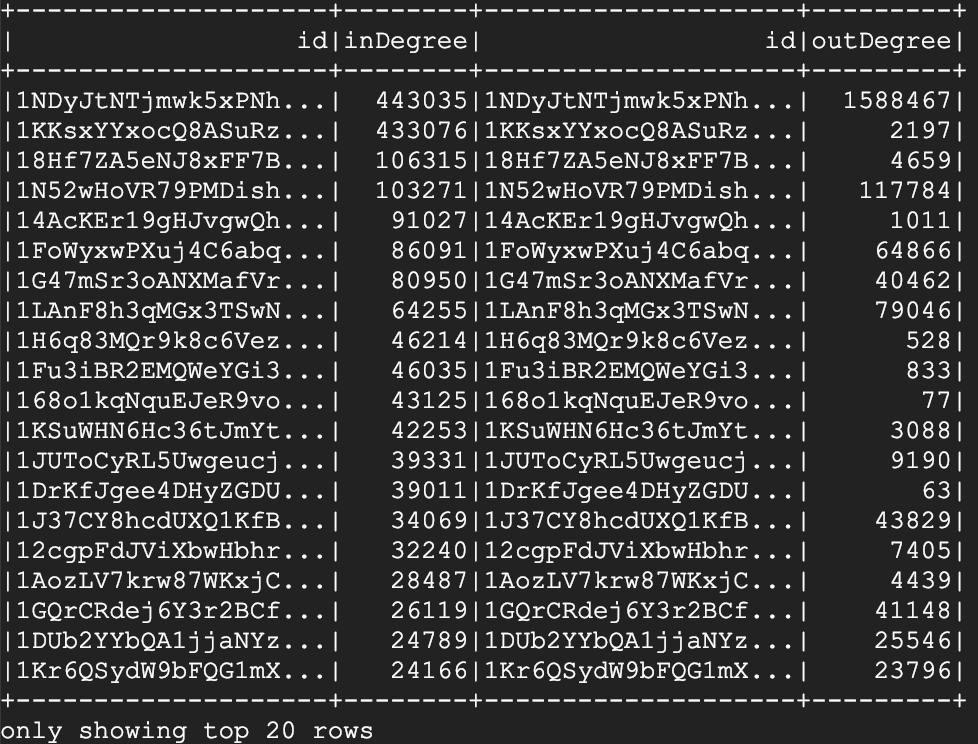 +--------------------+---------+--------------------+---------+
|                  id|inDegree|                  id|outDegree|
+--------------------+---------+--------------------+---------+
|1NDyJtNTjmwk5xPNh...|  443035|1NDyJtNTjmwk5xPNh...|  1588467|
|1KKsxYYxocQ8ASuRz...|  433076|1KKsxYYxocQ8ASuRz...|     2197|
|18Hf7ZA5eNJ8xFF7B...|  106315|18Hf7ZA5eNJ8xFF7B...|     4659|
|1N52wHoVR79PMDish...|  103271|1N52wHoVR79PMDish...|   117784|
|14AcKEr19gHJvgwQh...|   91027|14AcKEr19gHJvgwQh...|     1011|
|1FoWyxwPXuj4C6abq...|   86091|1FoWyxwPXuj4C6abq...|    64866|
|1G47mSr3oANXMafVr...|   80950|1G47mSr3oANXMafVr...|    40462|
|1LAnF8h3qMGx3TSwN...|   64255|1LAnF8h3qMGx3TSwN...|    79046|
|1H6q83MQr9k8c6Vez...|   46214|1H6q83MQr9k8c6Vez...|      528|
|1Fu3iBR2EMQWeYGi3...|   46035|1Fu3iBR2EMQWeYGi3...|      833|
|168o1kqNquEJeR9vo...|   43125|168o1kqNquEJeR9vo...|       77|
|1KSuWHN6Hc36tJmYt...|   42253|1KSuWHN6Hc36tJmYt...|     3088|
|1JUToCyRL5Uwgeucj...|   39331|1JUToCyRL5Uwgeucj...|     9190|
|1DrKfJgee4DHyZGDU...|   39011|1DrKfJgee4DHyZGDU...|       63|
|1J37CY8hcdUXQ1KfB...|   34069|1J37CY8hcdUXQ1KfB...|    43829|
|12cgpFdJViXbwHbhr...|   32240|12cgpFdJViXbwHbhr...|     7405|
|1AozLV7krw87WKxjC...|   28487|1AozLV7krw87WKxjC...|     4439|
|1GQrCRdej6Y3r2BCf...|   26119|1GQrCRdej6Y3r2BCf...|    41148|
|1DUb2YYbQA1jjaNYz...|   24789|1DUb2YYbQA1jjaNYz...|    25546|
|1Kr6QSydW9bFQG1mX...|   24166|1Kr6QSydW9bFQG1mX...|    23796|
+--------------------+---------+--------------------+---------+
only showing top 20 rows